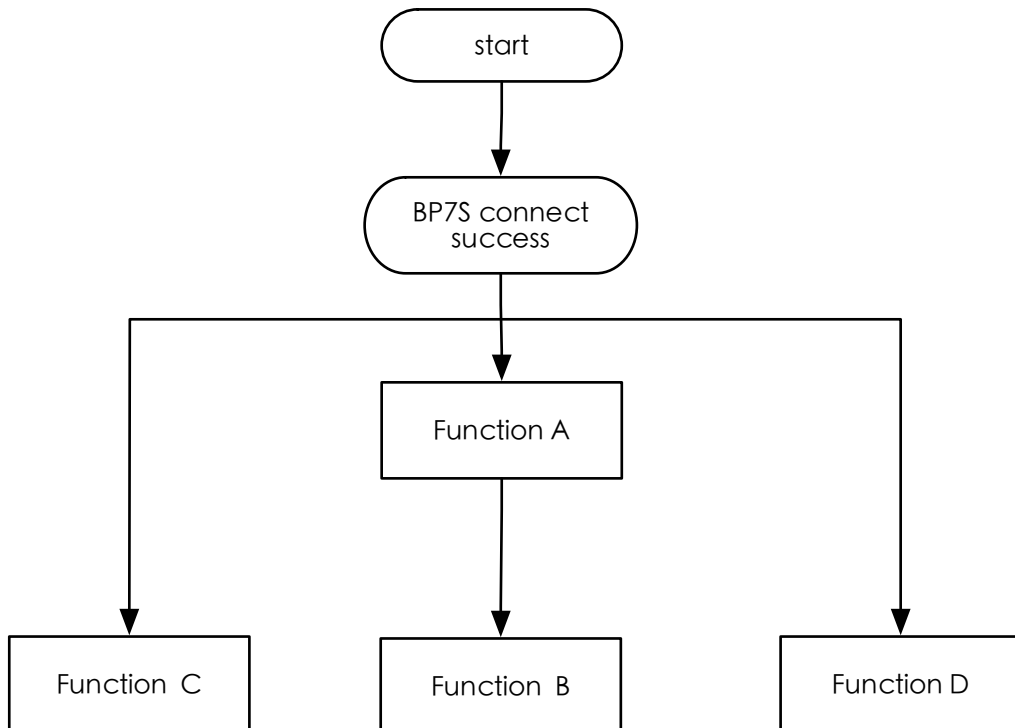 start
BP7S connect
success
Function A
Function C
Function B
Function D